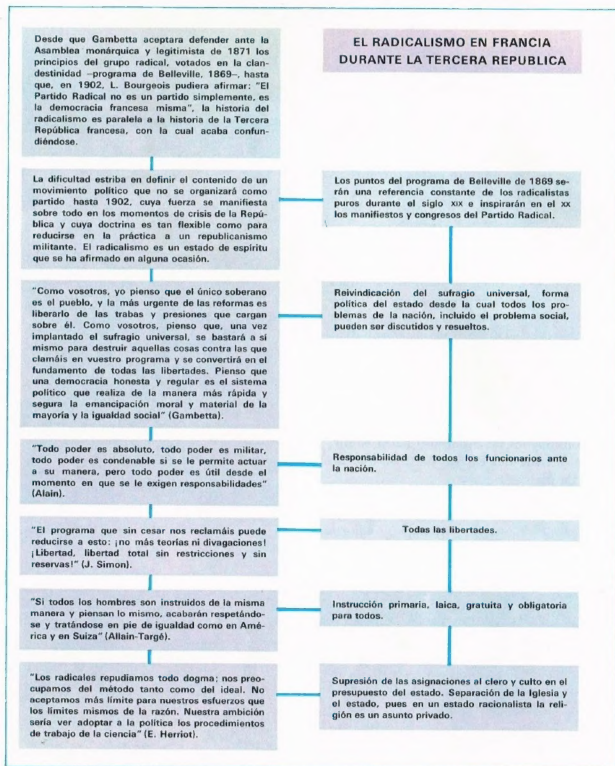 Desde que Gambetta aceptara defender ante la
Asamblea monárquica y legitimista de 1871 los
principios del grupo radical, votados en la clan-
destinidad —programa de Belleville, 1869—, hasta
que, en 1902, L. Bourgeois pudiera afirmar: "El
Partido Radical no es un partido simplemente, es
la democracia francesa misma", la historia del
radicalismo es paralela a la historia de la Tercera
República francesa, con la cual acaba confun-
diéndose.
EL RADICALISMO EN FRANCIA
DURANTE LA TERCERA REPUBLICA
La dificultad estriba en definir el contenido de un
movimiento político que no se organizará como
partido hasta 1902, cuya fuerza se manifiesta
sobre todo en los momentos de crisis de la Repú-
blica y cuya doctrina es tan flexible como para
reducirse en la práctica a un republicanismo
militante. El radicalismo es un estado de espíritu
que se ha afirmado en alguna ocasión.
Los puntos del programa de Belleville de 1869 se-
rán una referencia constante de los radicalistas
puros durante el siglo XIX e inspirarán en el XX
los manifiestos y congresos del Partido Radical.
"Como vosotros, yo pienso que el único soberano
es el pueblo, y la más urgente de las reformas es
liberarlo de las trabas y presiones que cargan
sobre él. Como vosotros, pienso que, una vez
implantado el sufragio universal, se bastará a sí
mismo para destruir aquellas cosas contra las que
clamáis en vuestro programa y se convertirá en el
fundamento de todas las libertades. Pienso que
una democracia honesta y regular es el sistema
político que realiza de la manera más rápida y
segura la emancipación moral y material de la
mayoría y la igualdad social" (Gambetta).
Reivindicación del sufragio universal, forma
política del estado desde la cual todos los pro-
blemas de la nación, incluido el problema social,
pueden ser discutidos y resueltos.
"Todo poder es absoluto, todo poder es militar,
todo poder es condenable si se le permite actuar
a su manera, pero todo poder es útil desde el
momento en que se le exigen responsabilidades"
(Alain).
Responsabilidad de todos los funcionarios ante
la nación.
"El programa que sin cesar nos reclamáis puede
reducirse a esto: ¡no más teorías ni divagaciones!
¡Libertad, libertad total sin restricciones y sin
reservas!" (J. Simon).
Todas las libertades.
"Si todos los hombres son instruidos de la misma
manera y piensan lo mismo, acabarán respetándo-
se y tratándose en pie de igualdad como en Amé-
rica y en Suiza" (Allain-Targé).
Instrucción primaria, laica, gratuita y obligatoria
para todos.
"Los radicales repudiamos todo dogma; nos preo-
cupamos del método tanto como del ideal. No
aceptamos más límite para nuestros esfuerzos que
los límites mismos de la razón. Nuestra ambición
sería ver adoptar a la política los procedimientos
de trabajo de la ciencia" (E. Herriot).
Supresión de las asignaciones al clero y culto en el
presupuesto del estado. Separación de la Iglesia y
el estado, pues en un estado racionalista la reli-
gión es un asunto privado.